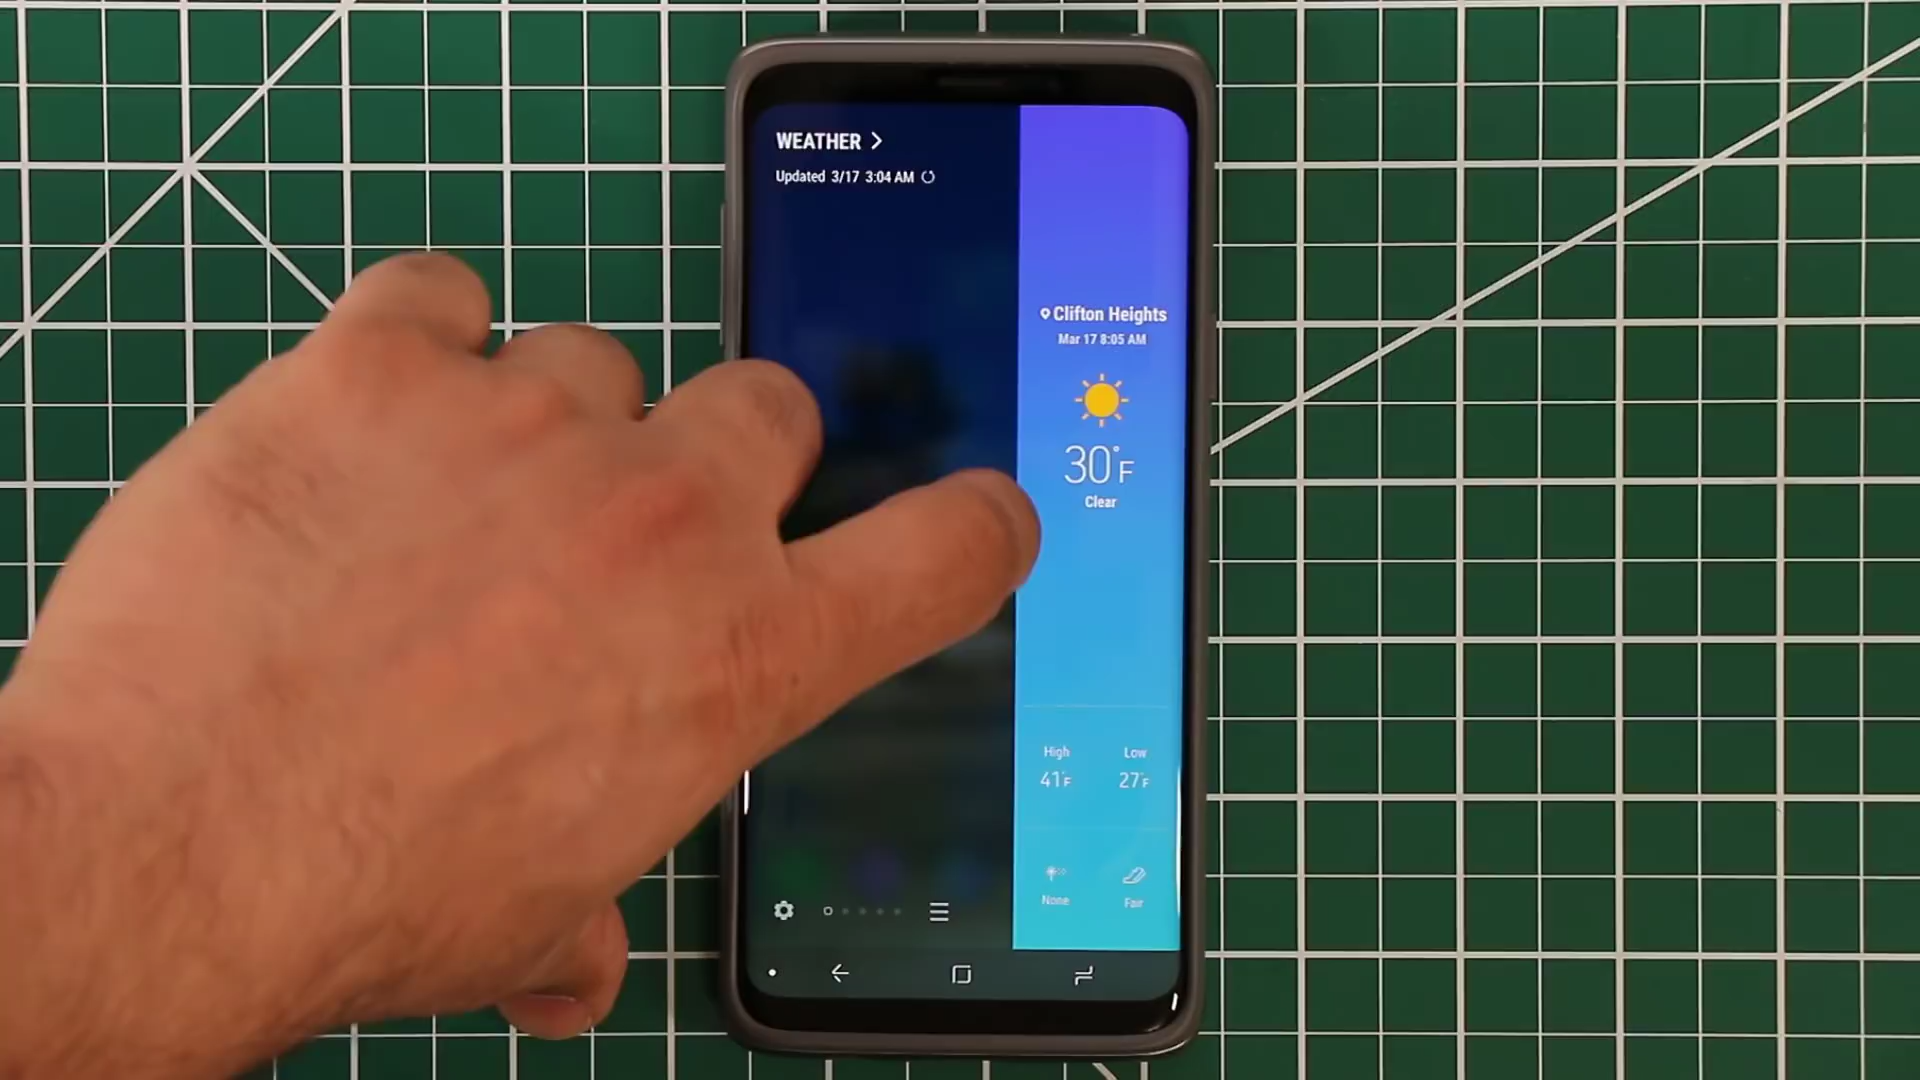 WEATHER
Updated 3/17 3:04 AM
Clifton Heights
Mar 17 8:05 AM
30°F
Clear
High Low
41°F 27°F
None Fair